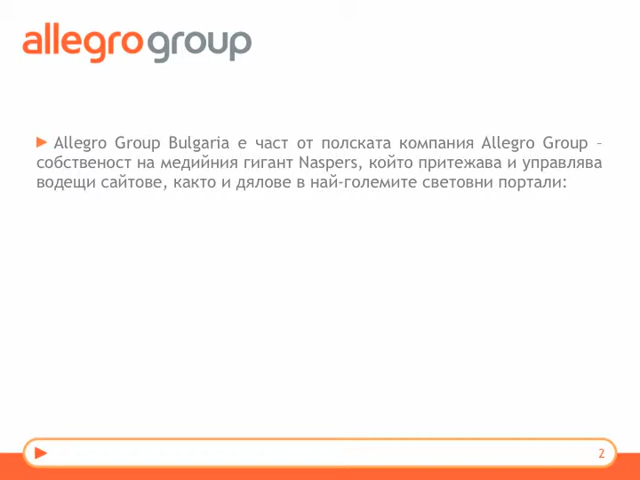 allegrogroup
Allegro Group Bulgaria е част от полската компания Allegro Group –
собственост на медийния гигант Naspers, който притежава и управлява
водещи сайтове, както и дялове в най-големите световни портали:
2